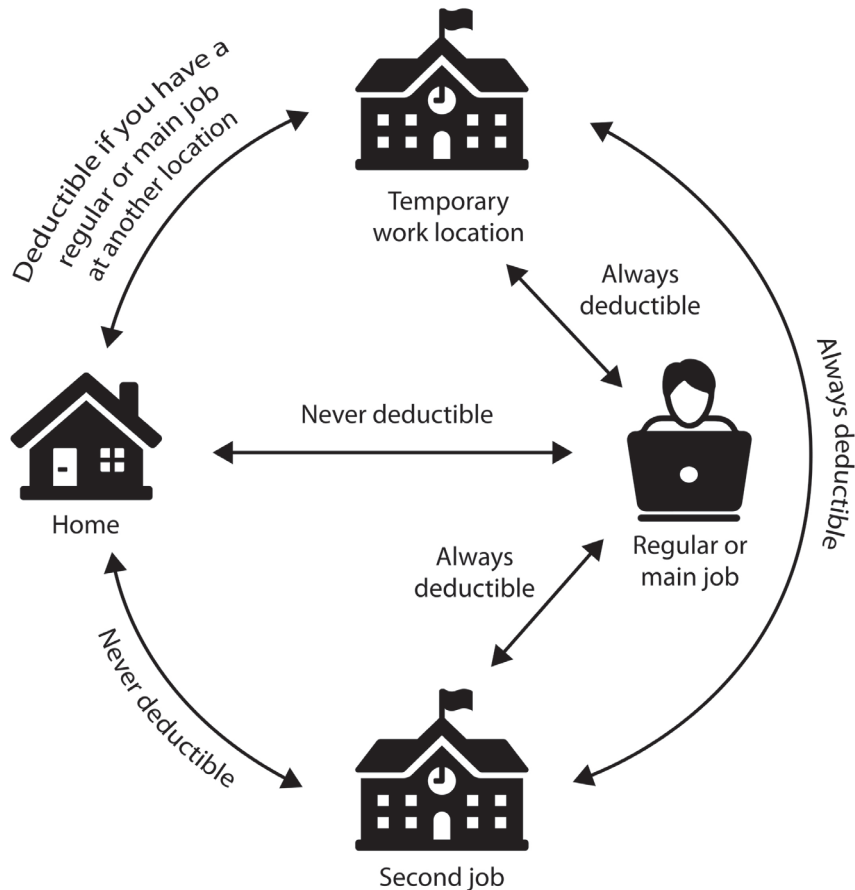 Deductible if you have a
regular or main job
at another location
Temporary
work location
Always
deductible
Always deductible
Never deductible
Home
Regular or
main job
Always
deductible
Never deductible
Second job